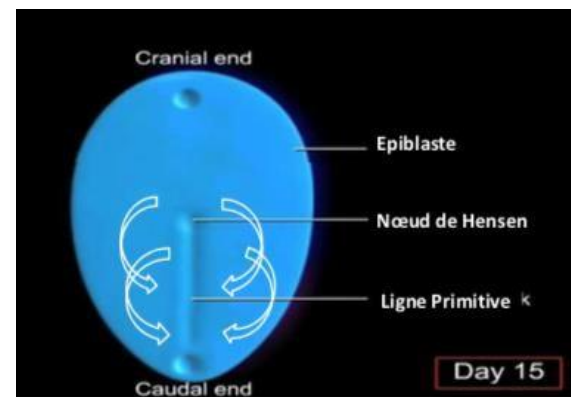 Cranial end
Epiblaste
Nœud de Hensen
Ligne Primitive k
Day 15
Caudal end